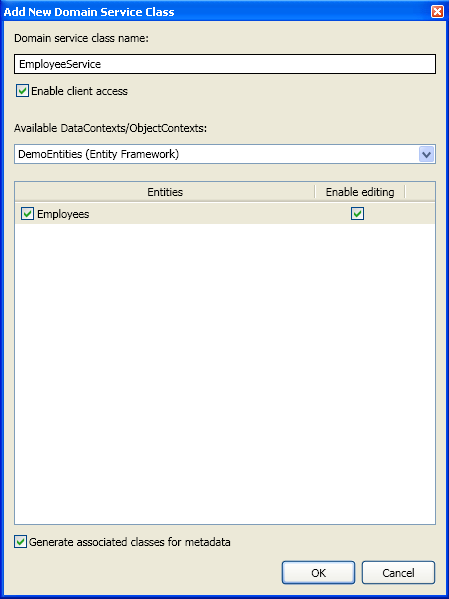 Add New Domain Service Class
Domain service class name:
EmployeeService
Enable client access
Available DataContexts/ObjectContexts:
DemoEntities (Entity Framework)
Entities Enable editing
Employees
Generate associated classes for metadata
OK Cancel